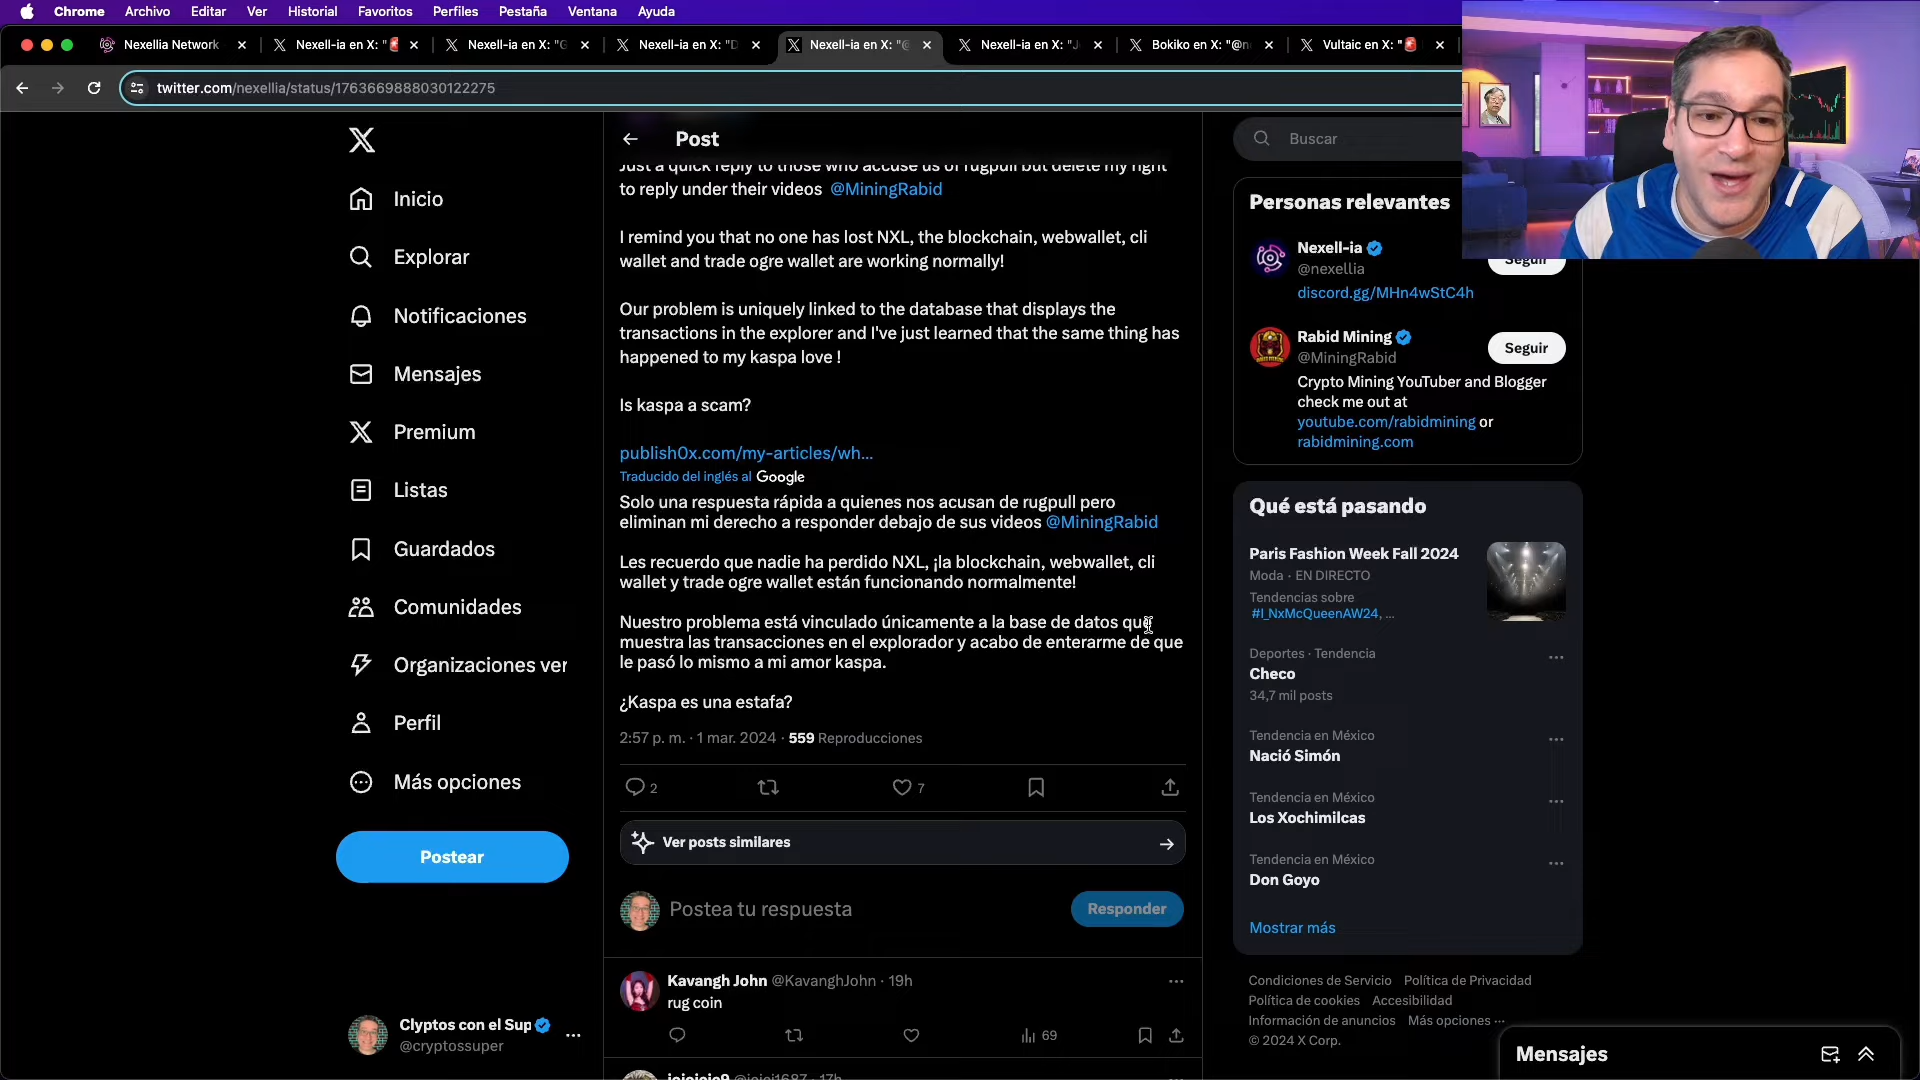 Chrome Archivo Editar Ver Historial Favoritos Perfiles Pestaña Ventana Ayuda
Nexellia Network
Nexell-ia en X: "🚨
Nexell-ia en X: "G
Nexell-ia en X: "D
Nexell-ia en X: "@
Nexell-ia en X: "J
Bokiko en X: "@n
Vultaic en X: "🚨
twitter.com/nexellia/status/1763669888030122275
Inicio
Explorar
Notificaciones
Mensajes
Premium
Listas
Guardados
Comunidades
Organizaciones ver
Perfil
Más opciones
Postear
Clyptos con el Sup
@cryptossuper
Post
Just a quick reply to those who accuse us of rugpull but delete my right
to reply under their videos @MiningRabid
I remind you that no one has lost NXL, the blockchain, webwallet, cli
wallet and trade ogre wallet are working normally!
Our problem is uniquely linked to the database that displays the
transactions in the explorer and I've just learned that the same thing has
happened to my kaspa love !
Is kaspa a scam?
publish0x.com/my-articles/wh...
Traducido del inglés al Google
Solo una respuesta rápida a quienes nos acusan de rugpull pero
eliminan mi derecho a responder debajo de sus videos @MiningRabid
Les recuerdo que nadie ha perdido NXL, ¡la blockchain, webwallet, cli
wallet y trade ogre wallet están funcionando normalmente!
Nuestro problema está vinculado únicamente a la base de datos que
muestra las transacciones en el explorador y acabo de enterarme de que
le pasó lo mismo a mi amor kaspa.
¿Kaspa es una estafa?
2:57 p. m. · 1 mar. 2024 · 559 Reproducciones
2
7
Ver posts similares
Postea tu respuesta
Responder
Kavangh John @KavanghJohn · 19h
rug coin
69
Buscar
Personas relevantes
Nexell-ia
@nexellia
Seguir
discord.gg/MHn4wStC4h
Rabid Mining
@MiningRabid
Seguir
Crypto Mining YouTuber and Blogger
check me out at
youtube.com/rabidmining or
rabidmining.com
Qué está pasando
Paris Fashion Week Fall 2024
Moda · EN DIRECTO
Tendencias sobre
#I_NxMcQueenAW24, ...
Deportes · Tendencia
Checo
34,7 mil posts
Tendencia en México
Nació Simón
Tendencia en México
Los Xochimilcas
Tendencia en México
Don Goyo
Mostrar más
Condiciones de Servicio Política de Privacidad
Política de cookies Accesibilidad
Información de anuncios Más opciones ···
© 2024 X Corp.
Mensajes